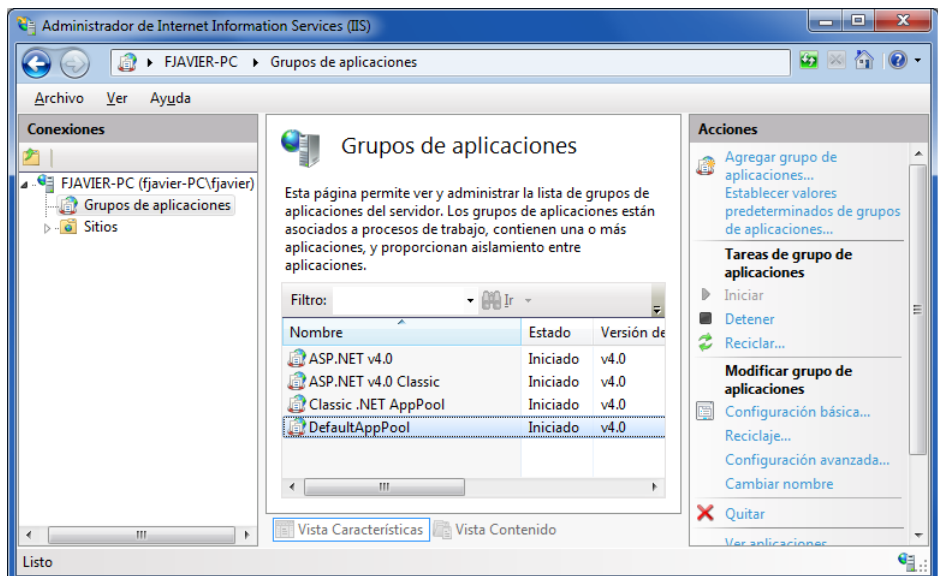 Administrador de Internet Information Services (IIS)
FJAVIER-PC
Grupos de aplicaciones
Archivo Ver Ayuda
Conexiones
FJAVIER-PC (fjavier-PC\fjavier)
Grupos de aplicaciones
Sitios
Grupos de aplicaciones
Esta página permite ver y administrar la lista de grupos de
aplicaciones del servidor. Los grupos de aplicaciones están
asociados a procesos de trabajo, contienen una o más
aplicaciones, y proporcionan aislamiento entre
aplicaciones.
Filtro: Ir
Nombre Estado Versión de
ASP.NET v4.0 Iniciado v4.0
ASP.NET v4.0 Classic Iniciado v4.0
Classic .NET AppPool Iniciado v4.0
DefaultAppPool Iniciado v4.0
Vista Características Vista Contenido
Acciones
Agregar grupo de
aplicaciones...
Establecer valores
predeterminados de grupos
de aplicaciones...
Tareas de grupo de
aplicaciones
Iniciar
Detener
Reciclar...
Modificar grupo de
aplicaciones
Configuración básica...
Reciclaje...
Configuración avanzada...
Cambiar nombre
Quitar
Ver aplicaciones
Listo